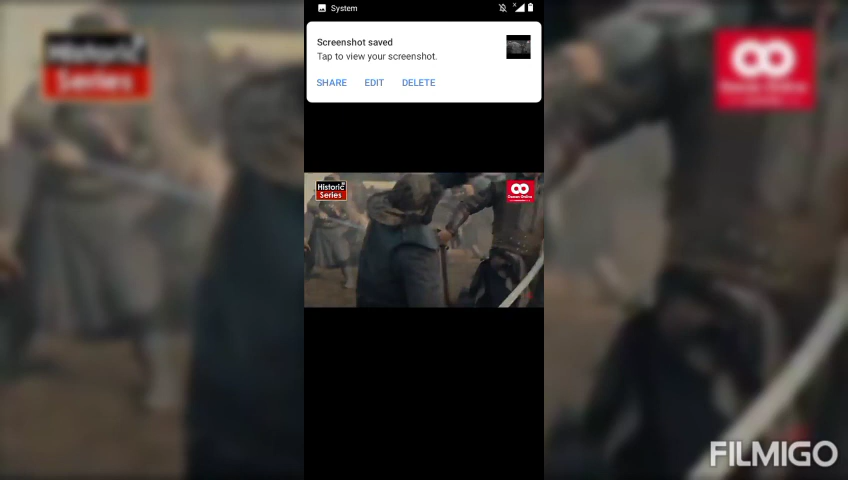 System
Screenshot saved
Tap to view your screenshot.
SHARE EDIT DELETE
Historic
Series
Historic
Series
FILMIGO